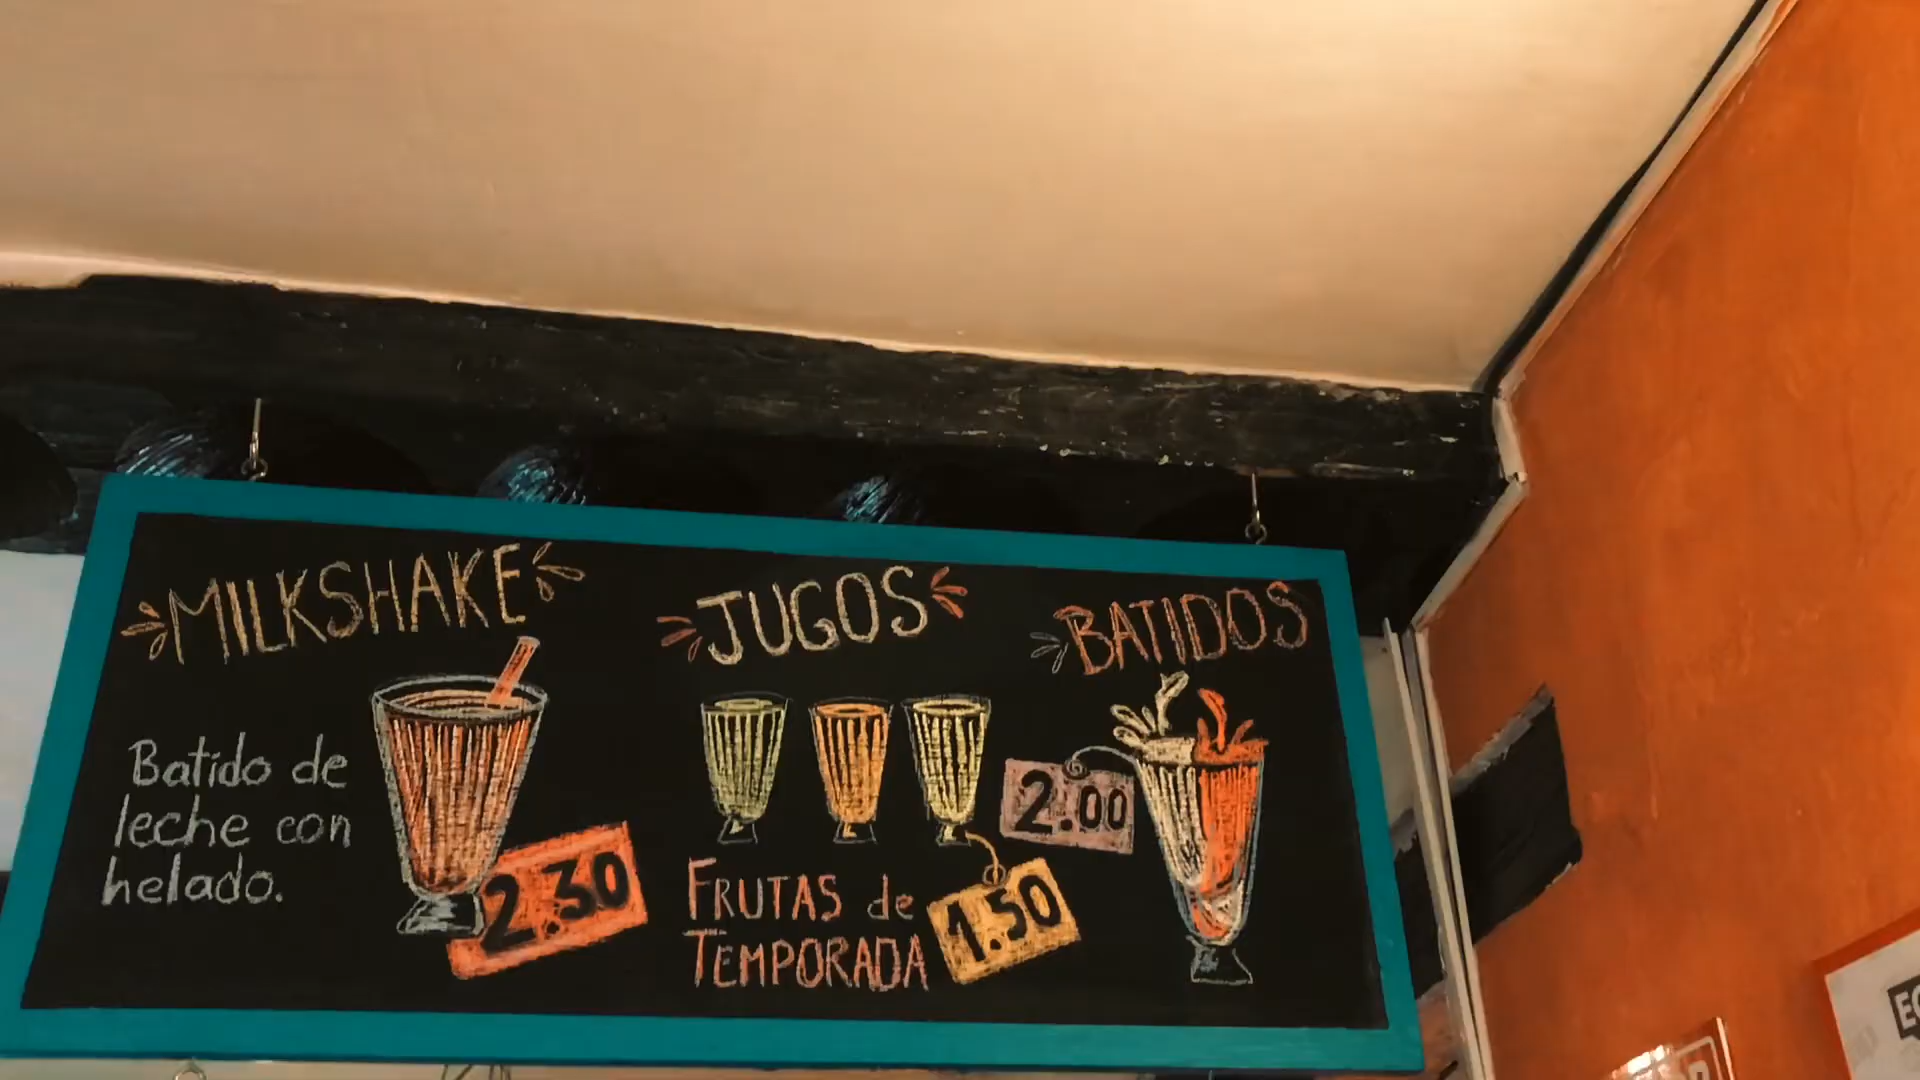 MILKSHAKE
Batido de
leche con
helado.
2.30
JUGOS
FRUTAS de
TEMPORADA
1.50
BATIDOS
2.00